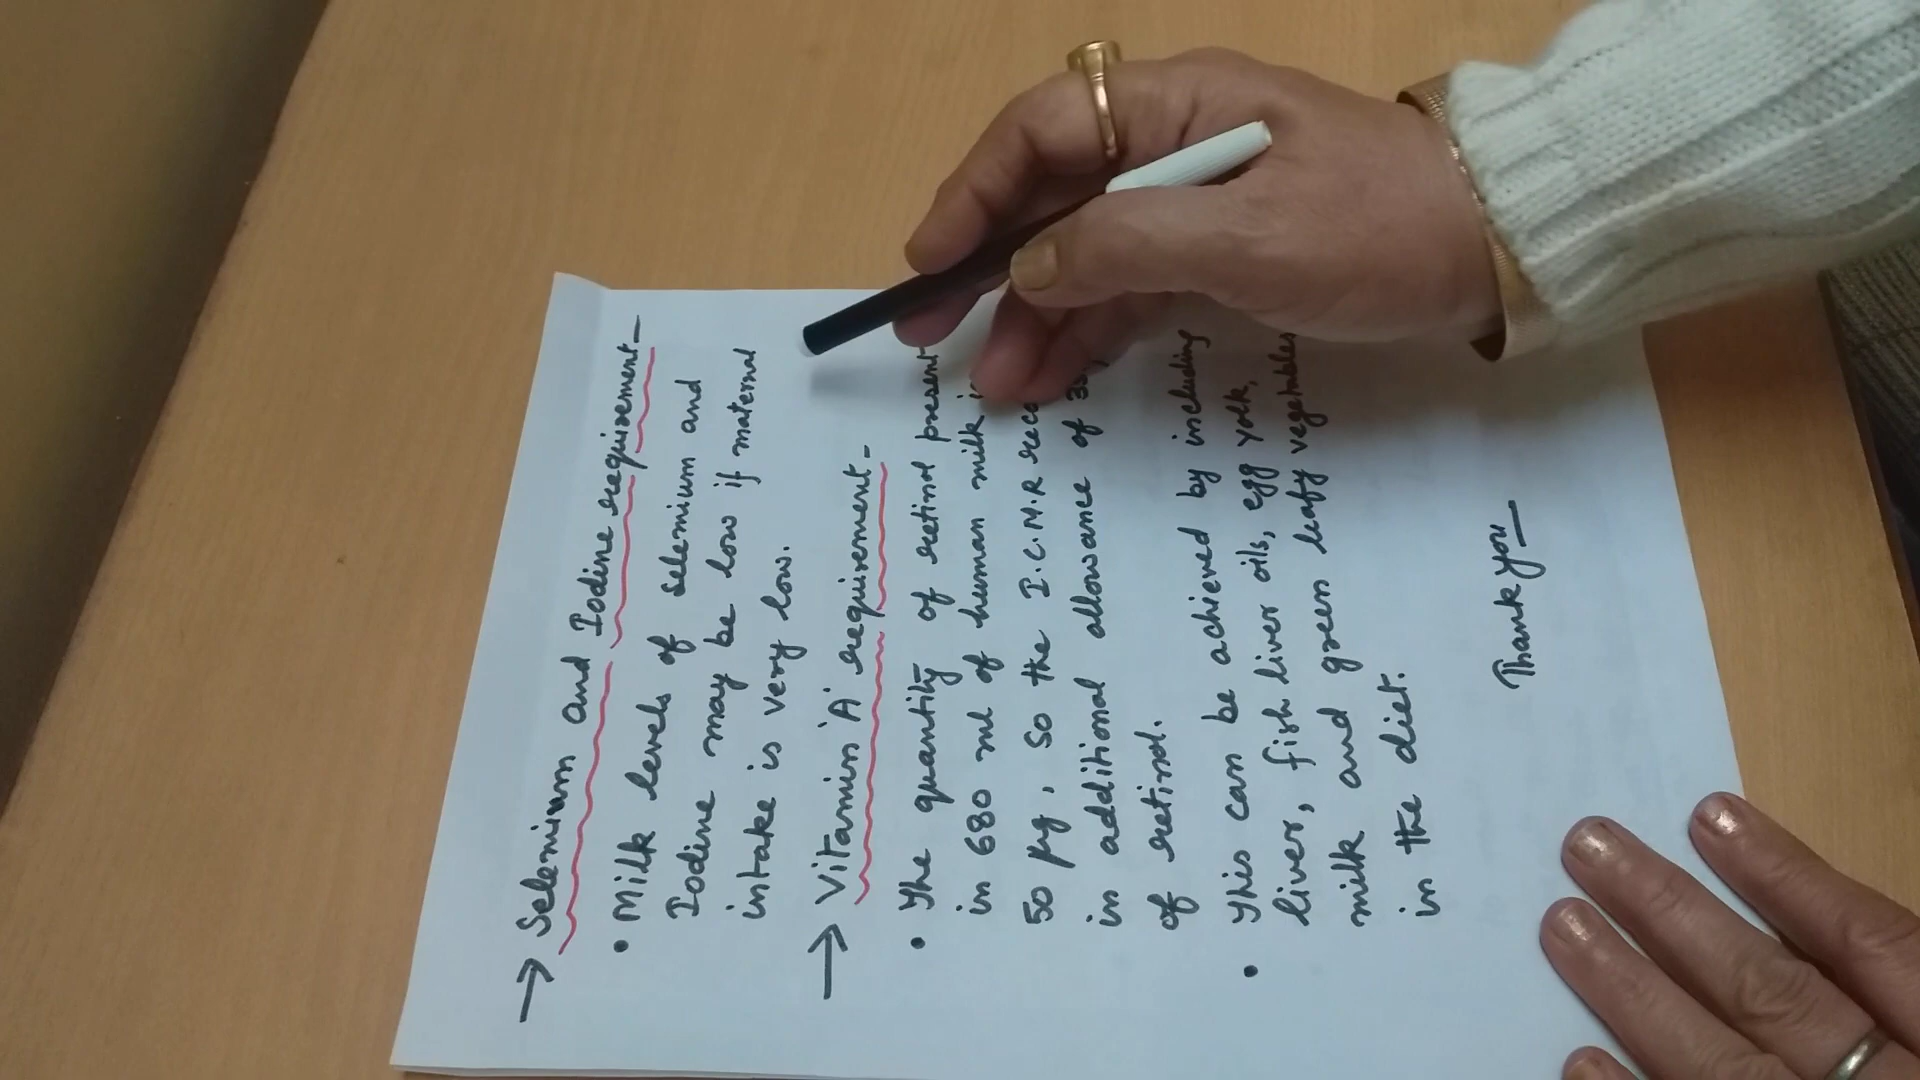 → Selenium and Iodine requirement-
• Milk levels of selemium and
Iodine may be low if maternal
intake is very low.
→ Vitamin 'A' requirement-
• The quantity of retinol present
in 680 ml of human milk
50 μg, So the I.C.M.R
in additional allowance of
of retinol.
• This can be achieved by including
liver, fish liver oils, egg yolk,
milk and green leafy vegetables
in the diet.
Thank you